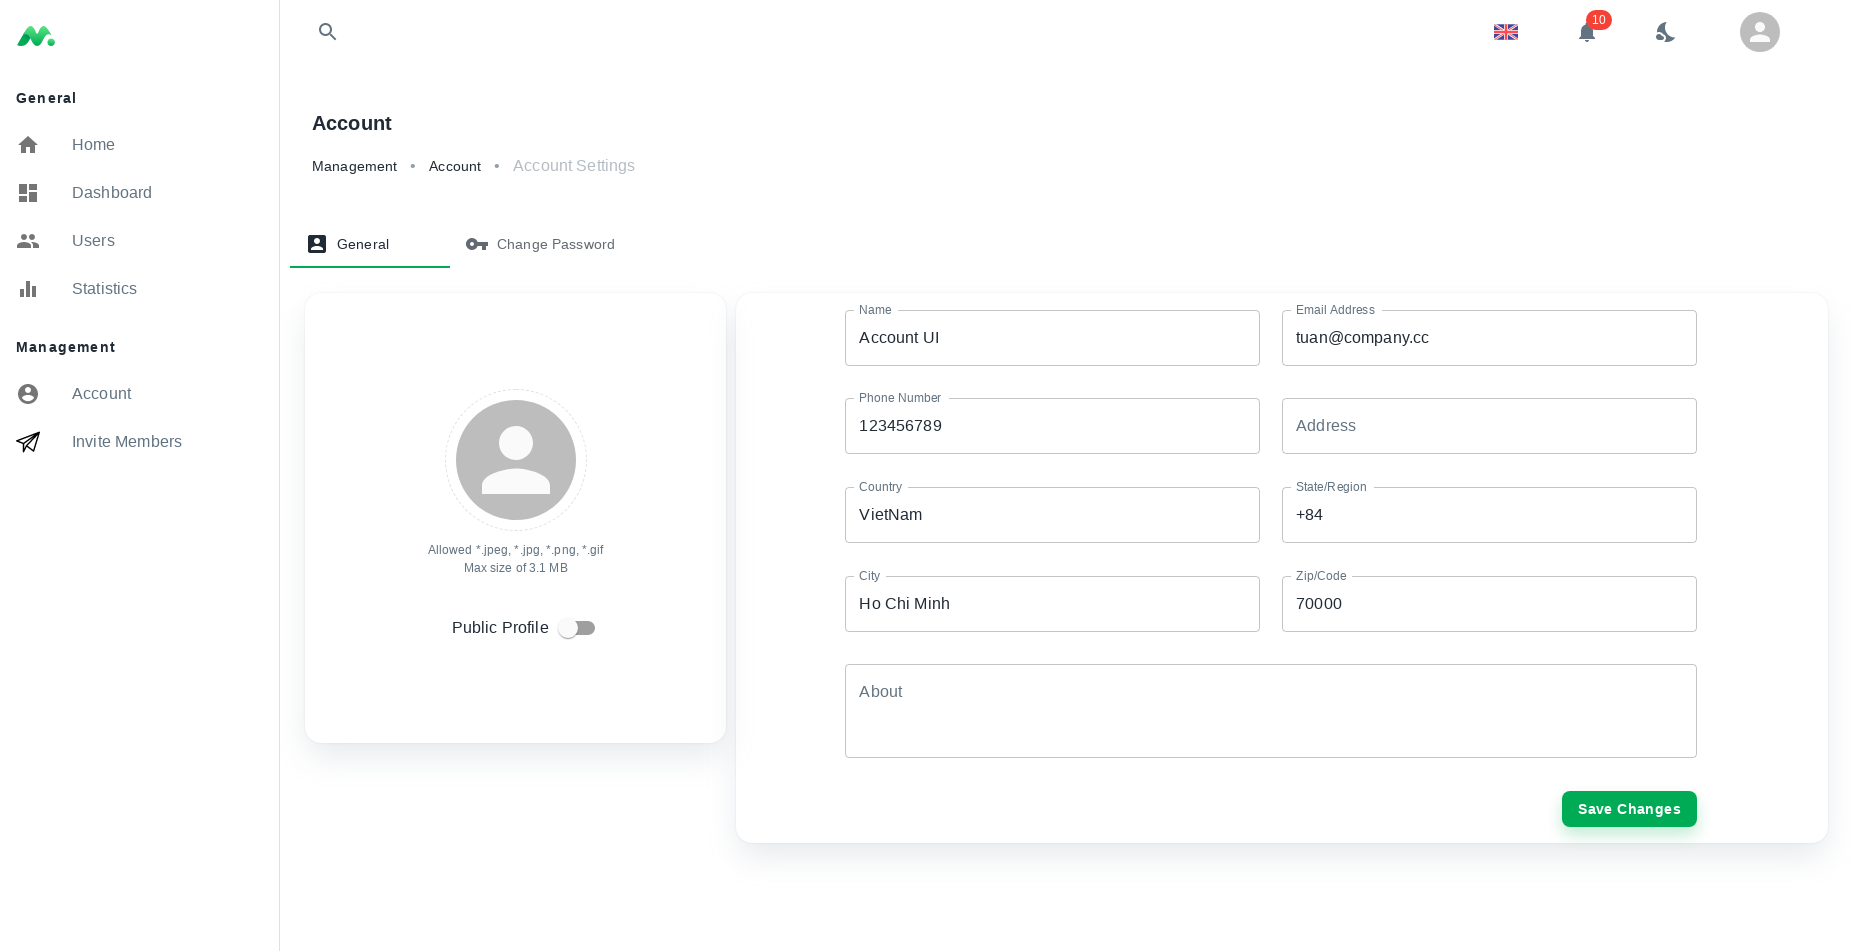 10
General
Home
Dashboard
Users
Statistics
Management
Account
Invite Members
Account
Management • Account • Account Settings
General
Change Password
Allowed *.jpeg, *.jpg, *.png, *.gif
Max size of 3.1 MB
Public Profile
Name
Account UI
Email Address
tuan@company.cc
Phone Number
123456789
Address
Country
VietNam
State/Region
+84
City
Ho Chi Minh
Zip/Code
70000
About
Save Changes